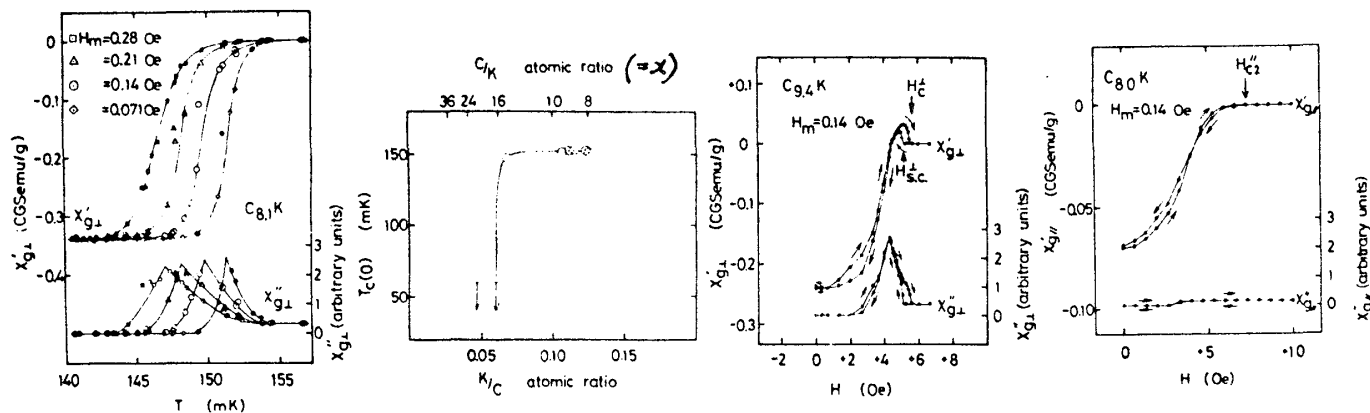 □ Hm=0.28 Oe
△ =0.21 Oe
○ =0.14 Oe
◇ =0.071 Oe
0
-0.1
-0.2
-0.3
-0.4
χ'g⊥ (CGSemu/g)
χ'g⊥
C8.1K
χ''g⊥
3
2
1
0
χ''g⊥ (arbitrary units)
140
145
150
155
T (mK)
C/K atomic ratio (=x)
36 24 16 10 8
150
100
50
Tc(0) (mK)
0.05
0.10
0.15
K/C atomic ratio
+0.1
0
-0.1
-0.2
-0.3
χ'g⊥ (CGSemu/g)
C9.4K
Hm=0.14 Oe
H⊥c
χ'g⊥
H⊥s.c.
χ''g⊥
3
2
1
0
χ''g⊥ (arbitrary units)
-2 0 +2 +4 +6 +8
H (Oe)
0
-0.05
-0.10
χ'g// (CGSemu/g)
C8.0K
Hm=0.14 Oe
H''c2
χ'g//
χ''g//
3
2
1
0
χ''g// (arbitrary units)
0 +5 +10
H (Oe)